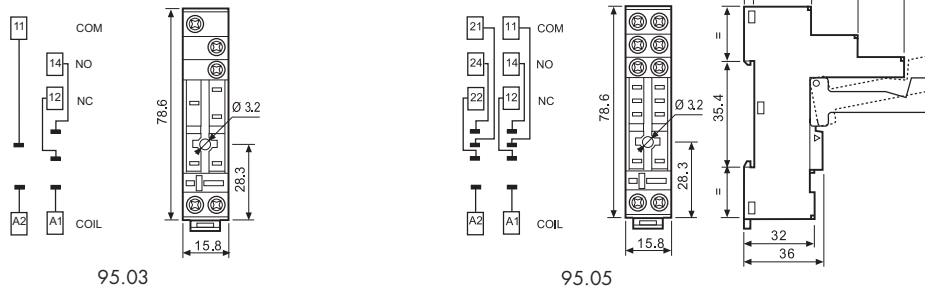 11 COM
14 NO
12 NC
A2 A1 COIL
78.6
Ø 3.2
28.3
15.8
95.03
21 11 COM
24 14 NO
22 12 NC
A2 A1 COIL
78.6
Ø 3.2
28.3
15.8
95.05
=
35.4
=
32
36